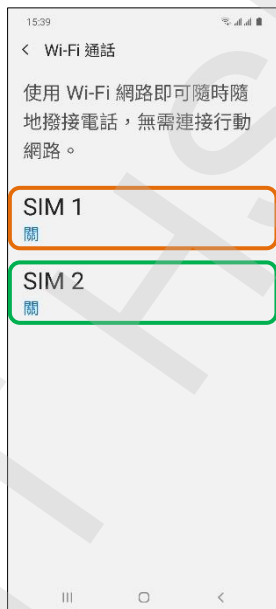 15:39
Wi-Fi 通話
使用 Wi-Fi 網路即可隨時隨
地撥接電話，無需連接行動
網路。
SIM 1
關
SIM 2
關